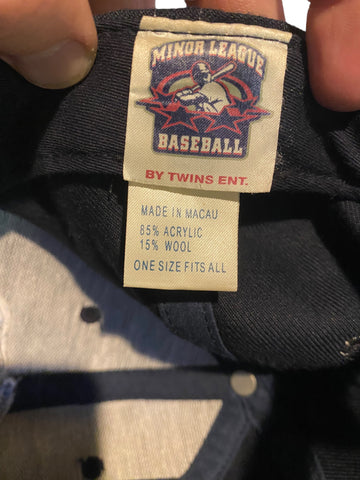 MINOR LEAGUE
BASEBALL
BY TWINS ENT.
MADE IN MACAU
85% ACRYLIC
15% WOOL
ONE SIZE FITS ALL